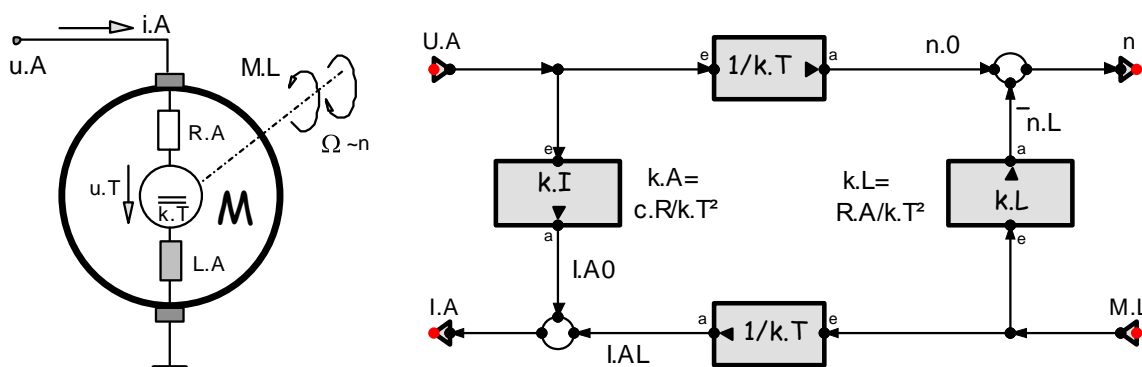 i.A
u.A
M.L
R.A
Ω ~n
u.T
k.T
M
L.A
U.A
e
1/k.T
a
n.0
n
–n.L
e
k.I
a
k.A=
c.R/k.T²
k.L=
R.A/k.T²
a
k.L
e
I.A0
I.A
I.AL
a
1/k.T
e
M.L